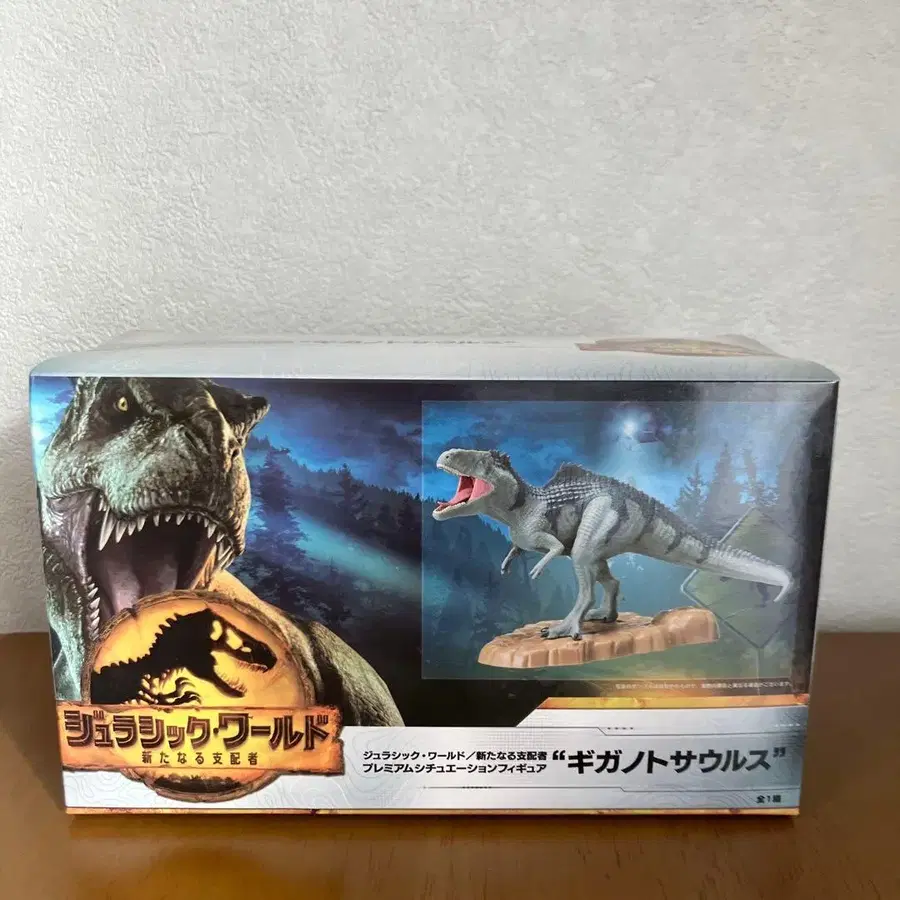 ジュラシック・ワールド
新たなる支配者
ジュラシック・ワールド／新たなる支配者
プレミアムシチュエーションフィギュア
“ギガノトサウルス”
全1種